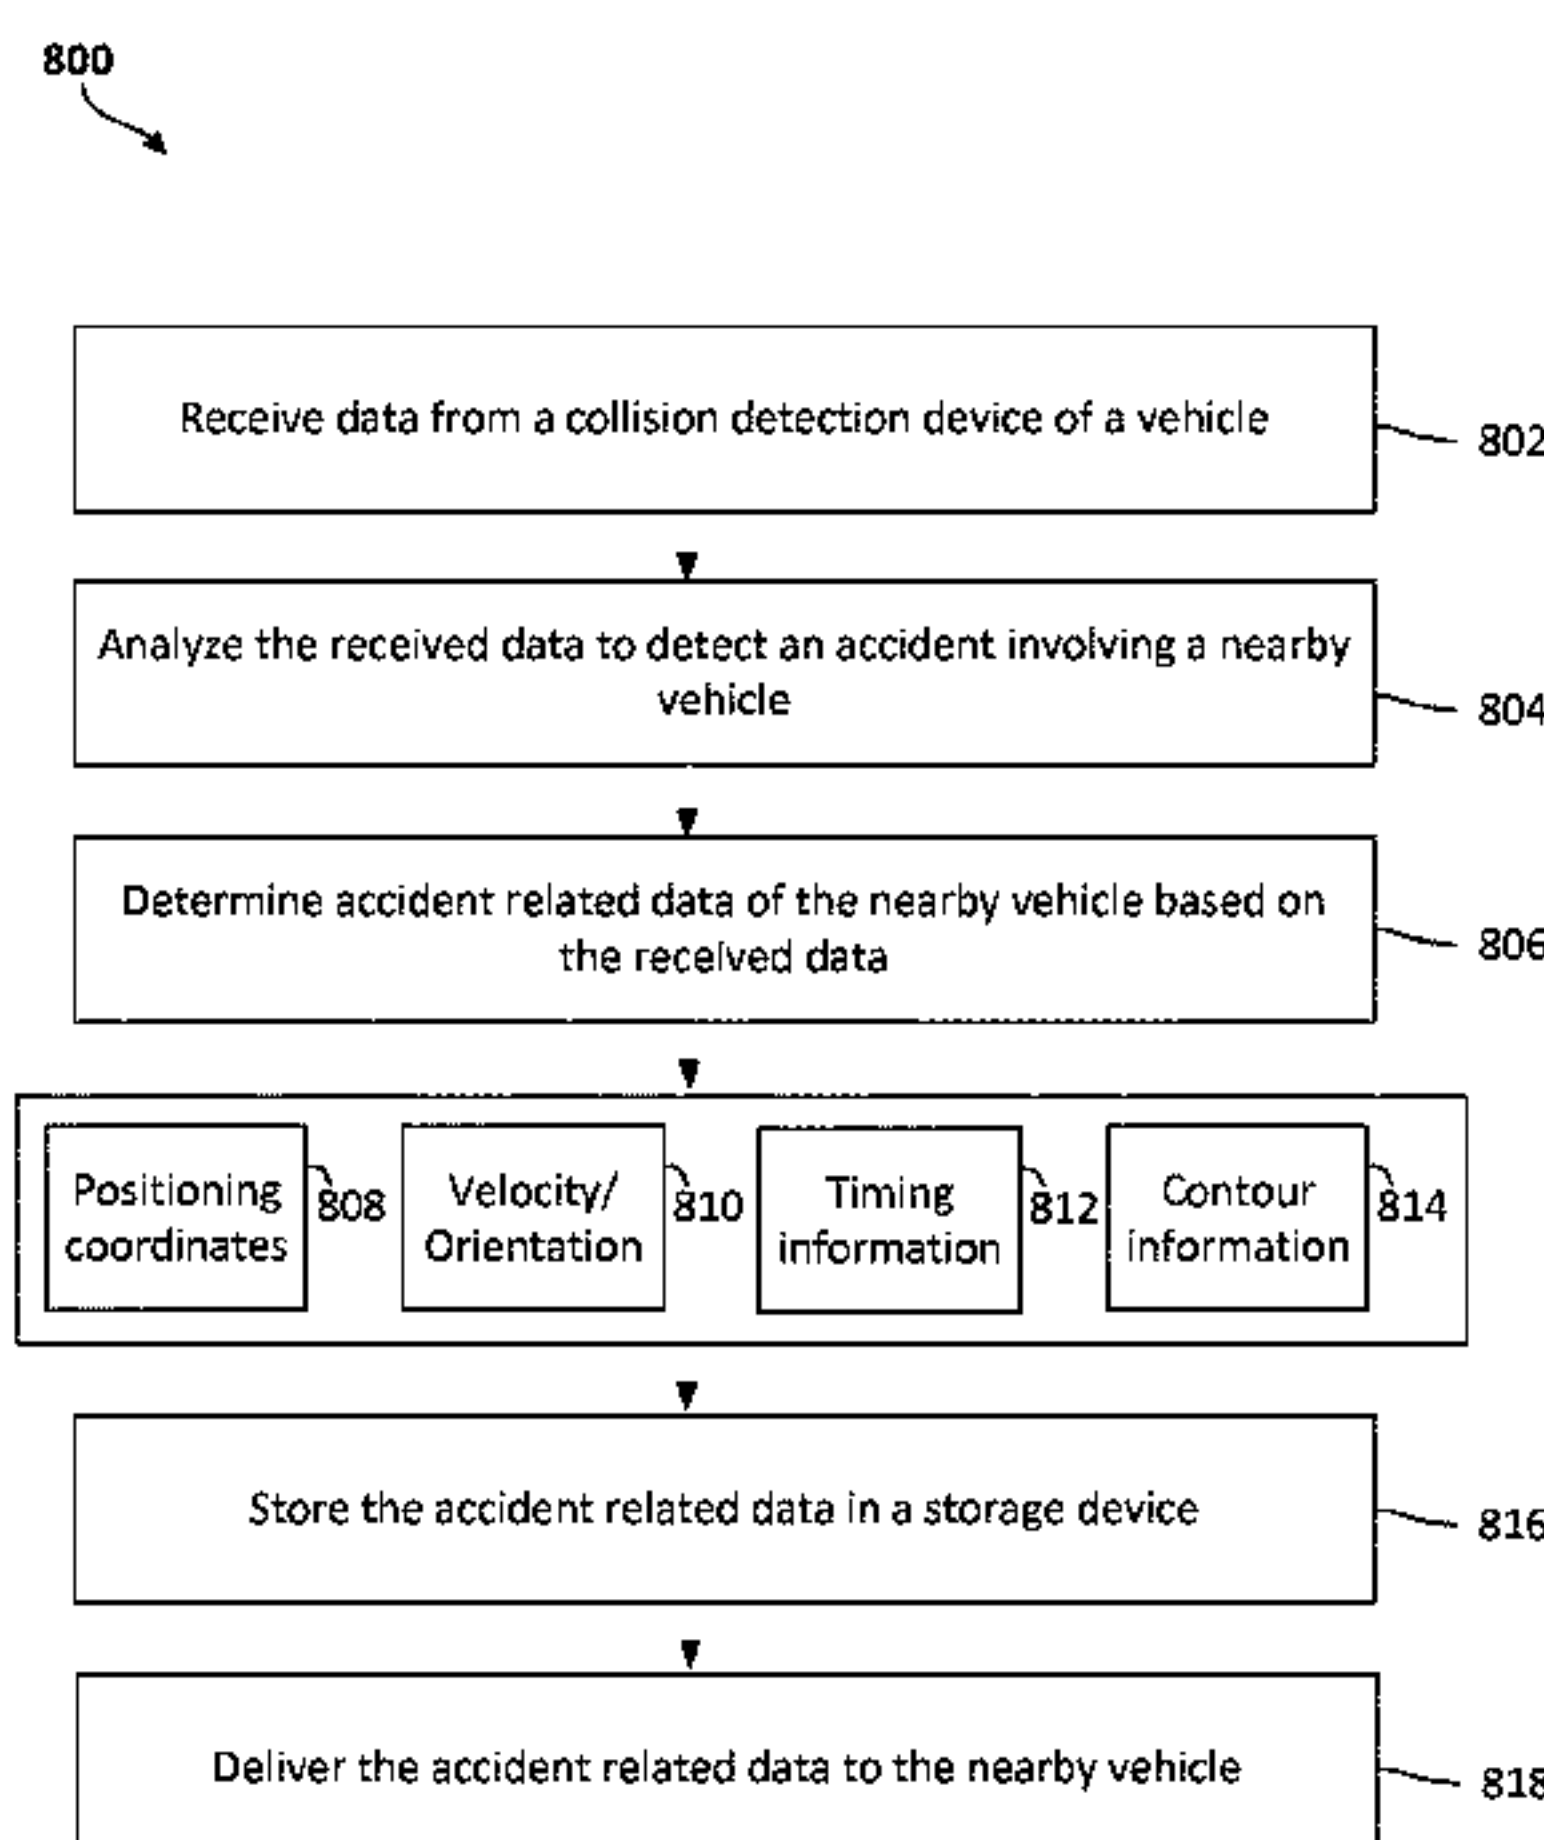 800
Receive data from a collision detection device of a vehicle
802
Analyze the received data to detect an accident involving a nearby
vehicle
804
Determine accident related data of the nearby vehicle based on
the received data
806
Positioning
coordinates
808
Velocity/
Orientation
810
Timing
information
812
Contour
information
814
Store the accident related data in a storage device
816
Deliver the accident related data to the nearby vehicle
818